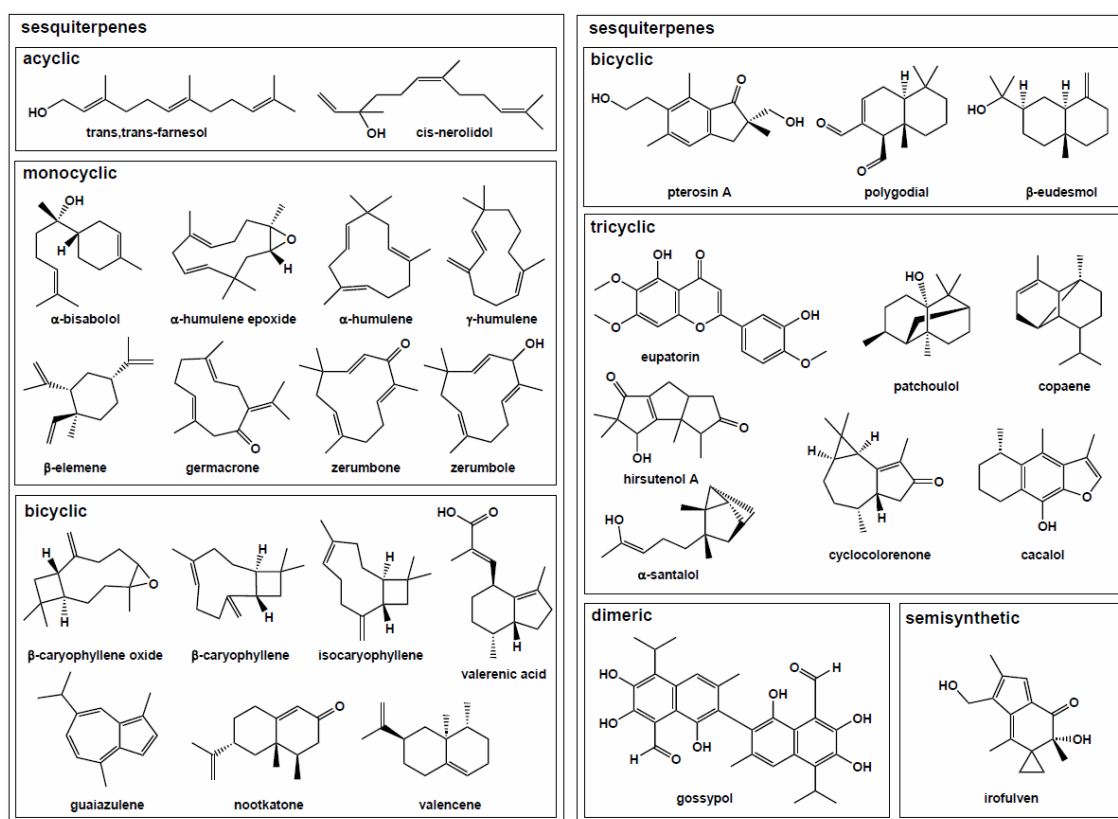 sesquiterpenes
acyclic
HO
trans,trans-farnesol
OH
cis-nerolidol
monocyclic
OH
H
α-bisabolol
O
H
α-humulene epoxide
α-humulene
γ-humulene
β-elemene
O
germacrone
O
zerumbone
OH
zerumbole
bicyclic
H
O
H
β-caryophyllene oxide
H
H
β-caryophyllene
H
H
isocaryophyllene
HO
O
H
valerenic acid
guaiazulene
O
nootkatone
valencene
sesquiterpenes
bicyclic
HO
O
OH
pterosin A
H
O
O
polygodial
H
H
HO
β-eudesmol
tricyclic
OH
O
O
O
O
OH
O
eupatorin
OH
patchoulol
copaene
O
O
OH
hirsutenol A
H
H
O
H
cyclocolorenone
O
OH
cacalol
HO
α-santalol
dimeric
HO
HO
H
O
OH
OH
O
H
OH
OH
gossypol
semisynthetic
HO
O
OH
irofulven